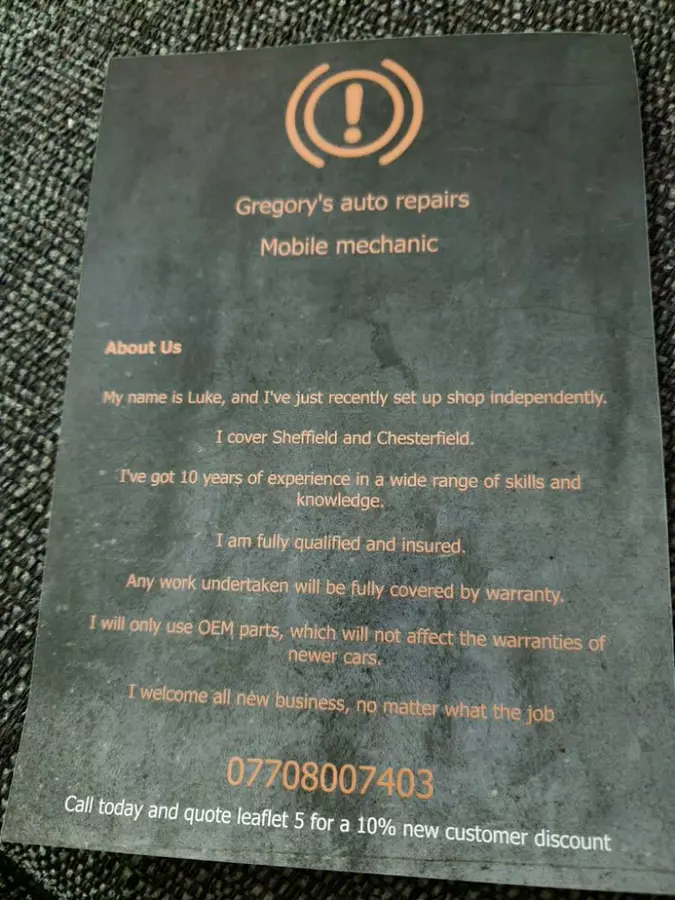 Gregory's auto repairs
Mobile mechanic
About Us
My name is Luke, and I've just recently set up shop independently.
I cover Sheffield and Chesterfield.
I've got 10 years of experience in a wide range of skills and
knowledge.
I am fully qualified and insured.
Any work undertaken will be fully covered by warranty.
I will only use OEM parts, which will not affect the warranties of
newer cars.
I welcome all new business, no matter what the job
07708007403
Call today and quote leaflet 5 for a 10% new customer discount